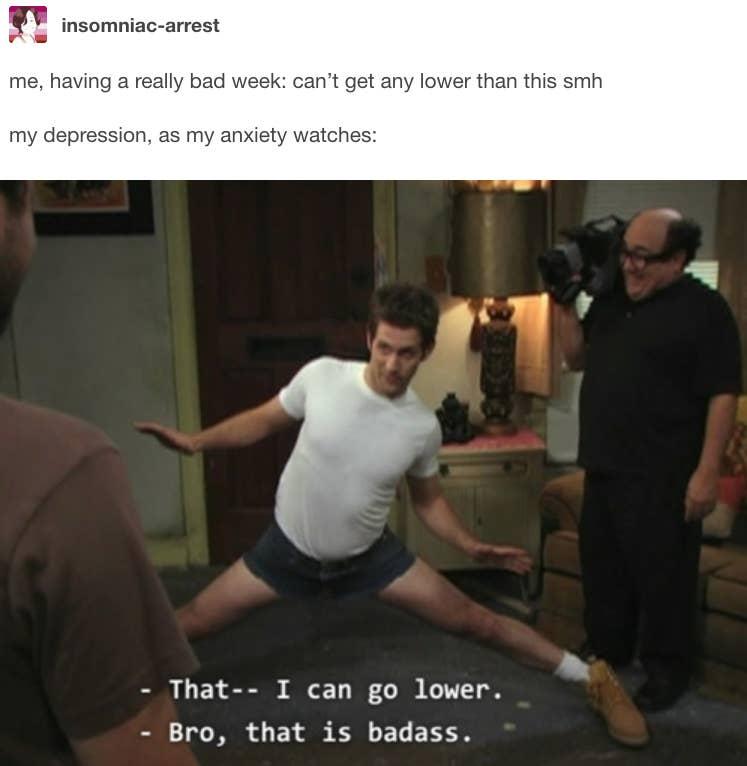 insomniac-arrest
me, having a really bad week: can’t get any lower than this smh
my depression, as my anxiety watches:
- That-- I can go lower.
- Bro, that is badass.